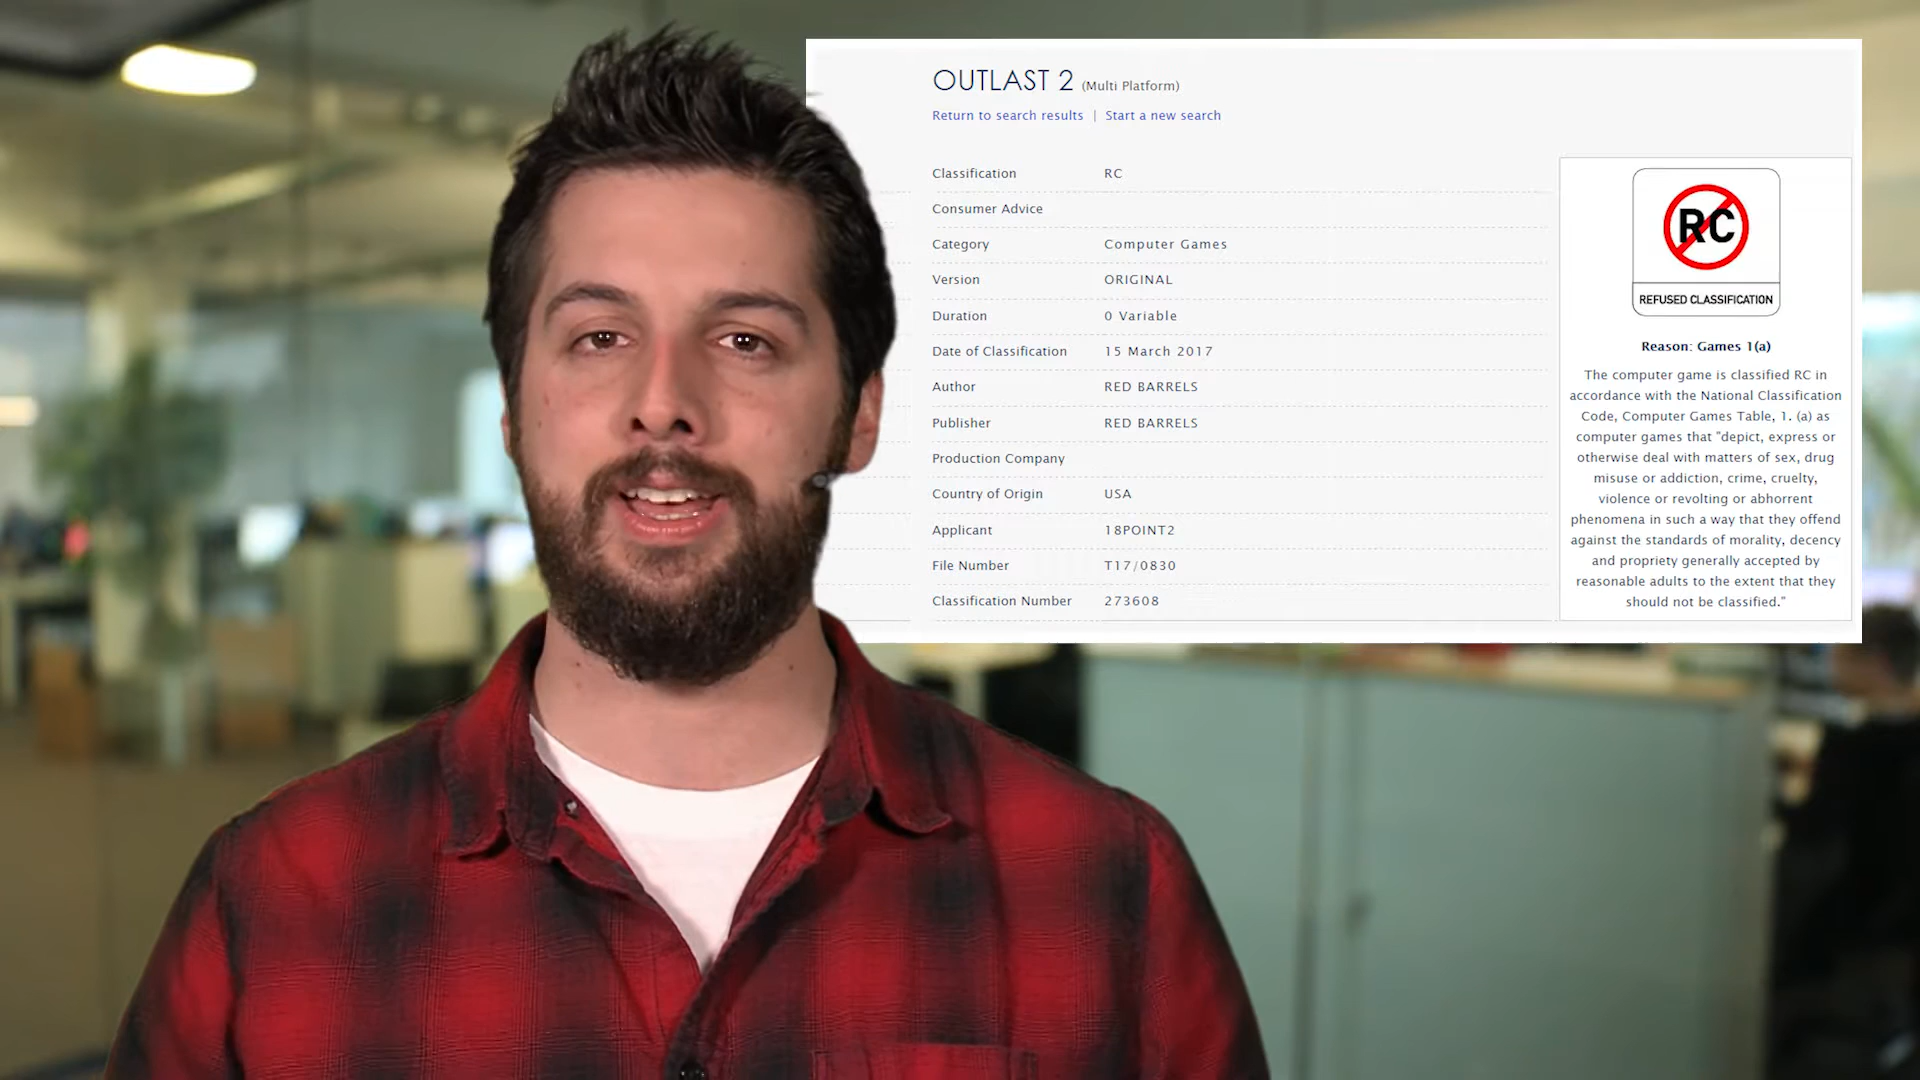 OUTLAST 2 (Multi Platform)
Return to search results | Start a new search
Classification RC
Consumer Advice
Category Computer Games
Version ORIGINAL
Duration 0 Variable
Date of Classification 15 March 2017
Author RED BARRELS
Publisher RED BARRELS
Production Company
Country of Origin USA
Applicant 18POINT2
File Number T17/0830
Classification Number 273608
RC
REFUSED CLASSIFICATION
Reason: Games 1(a)
The computer game is classified RC in
accordance with the National Classification
Code, Computer Games Table, 1. (a) as
computer games that "depict, express or
otherwise deal with matters of sex, drug
misuse or addiction, crime, cruelty,
violence or revolting or abhorrent
phenomena in such a way that they offend
against the standards of morality, decency
and propriety generally accepted by
reasonable adults to the extent that they
should not be classified."